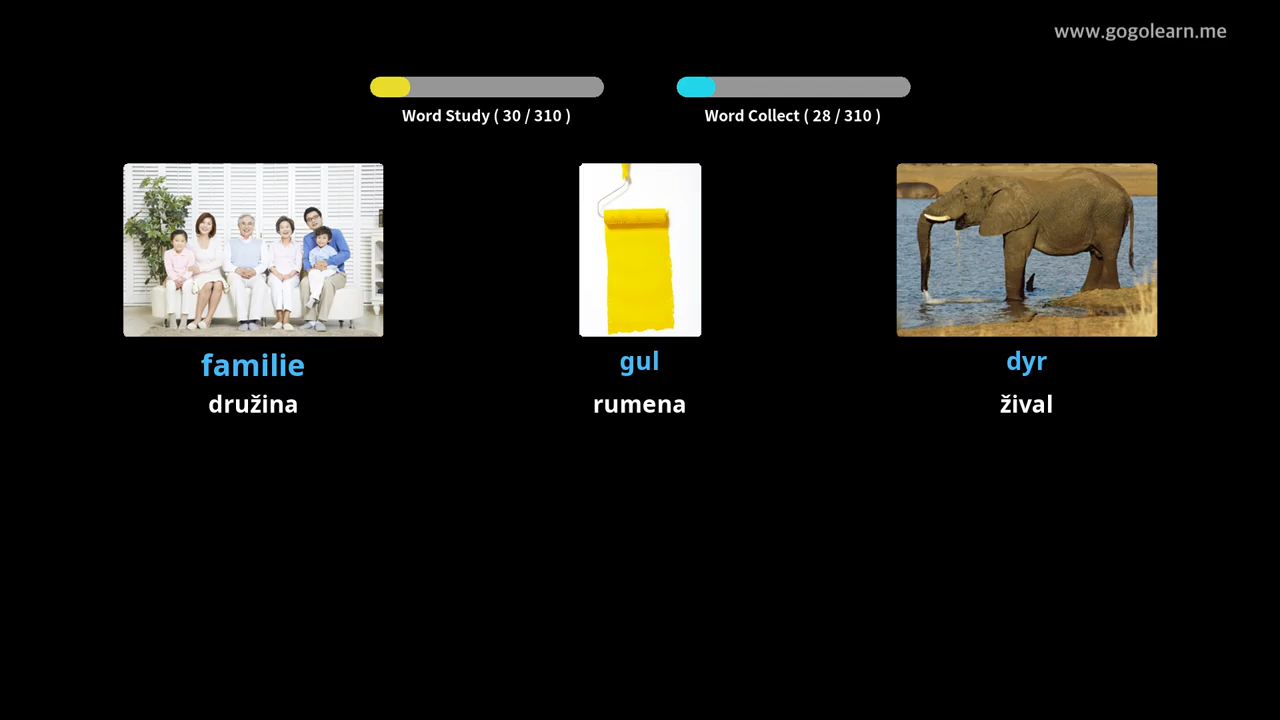 www.gogolearn.me
Word Study ( 30 / 310 )
Word Collect ( 28 / 310 )
familie
gul
dyr
družina
rumena
žival